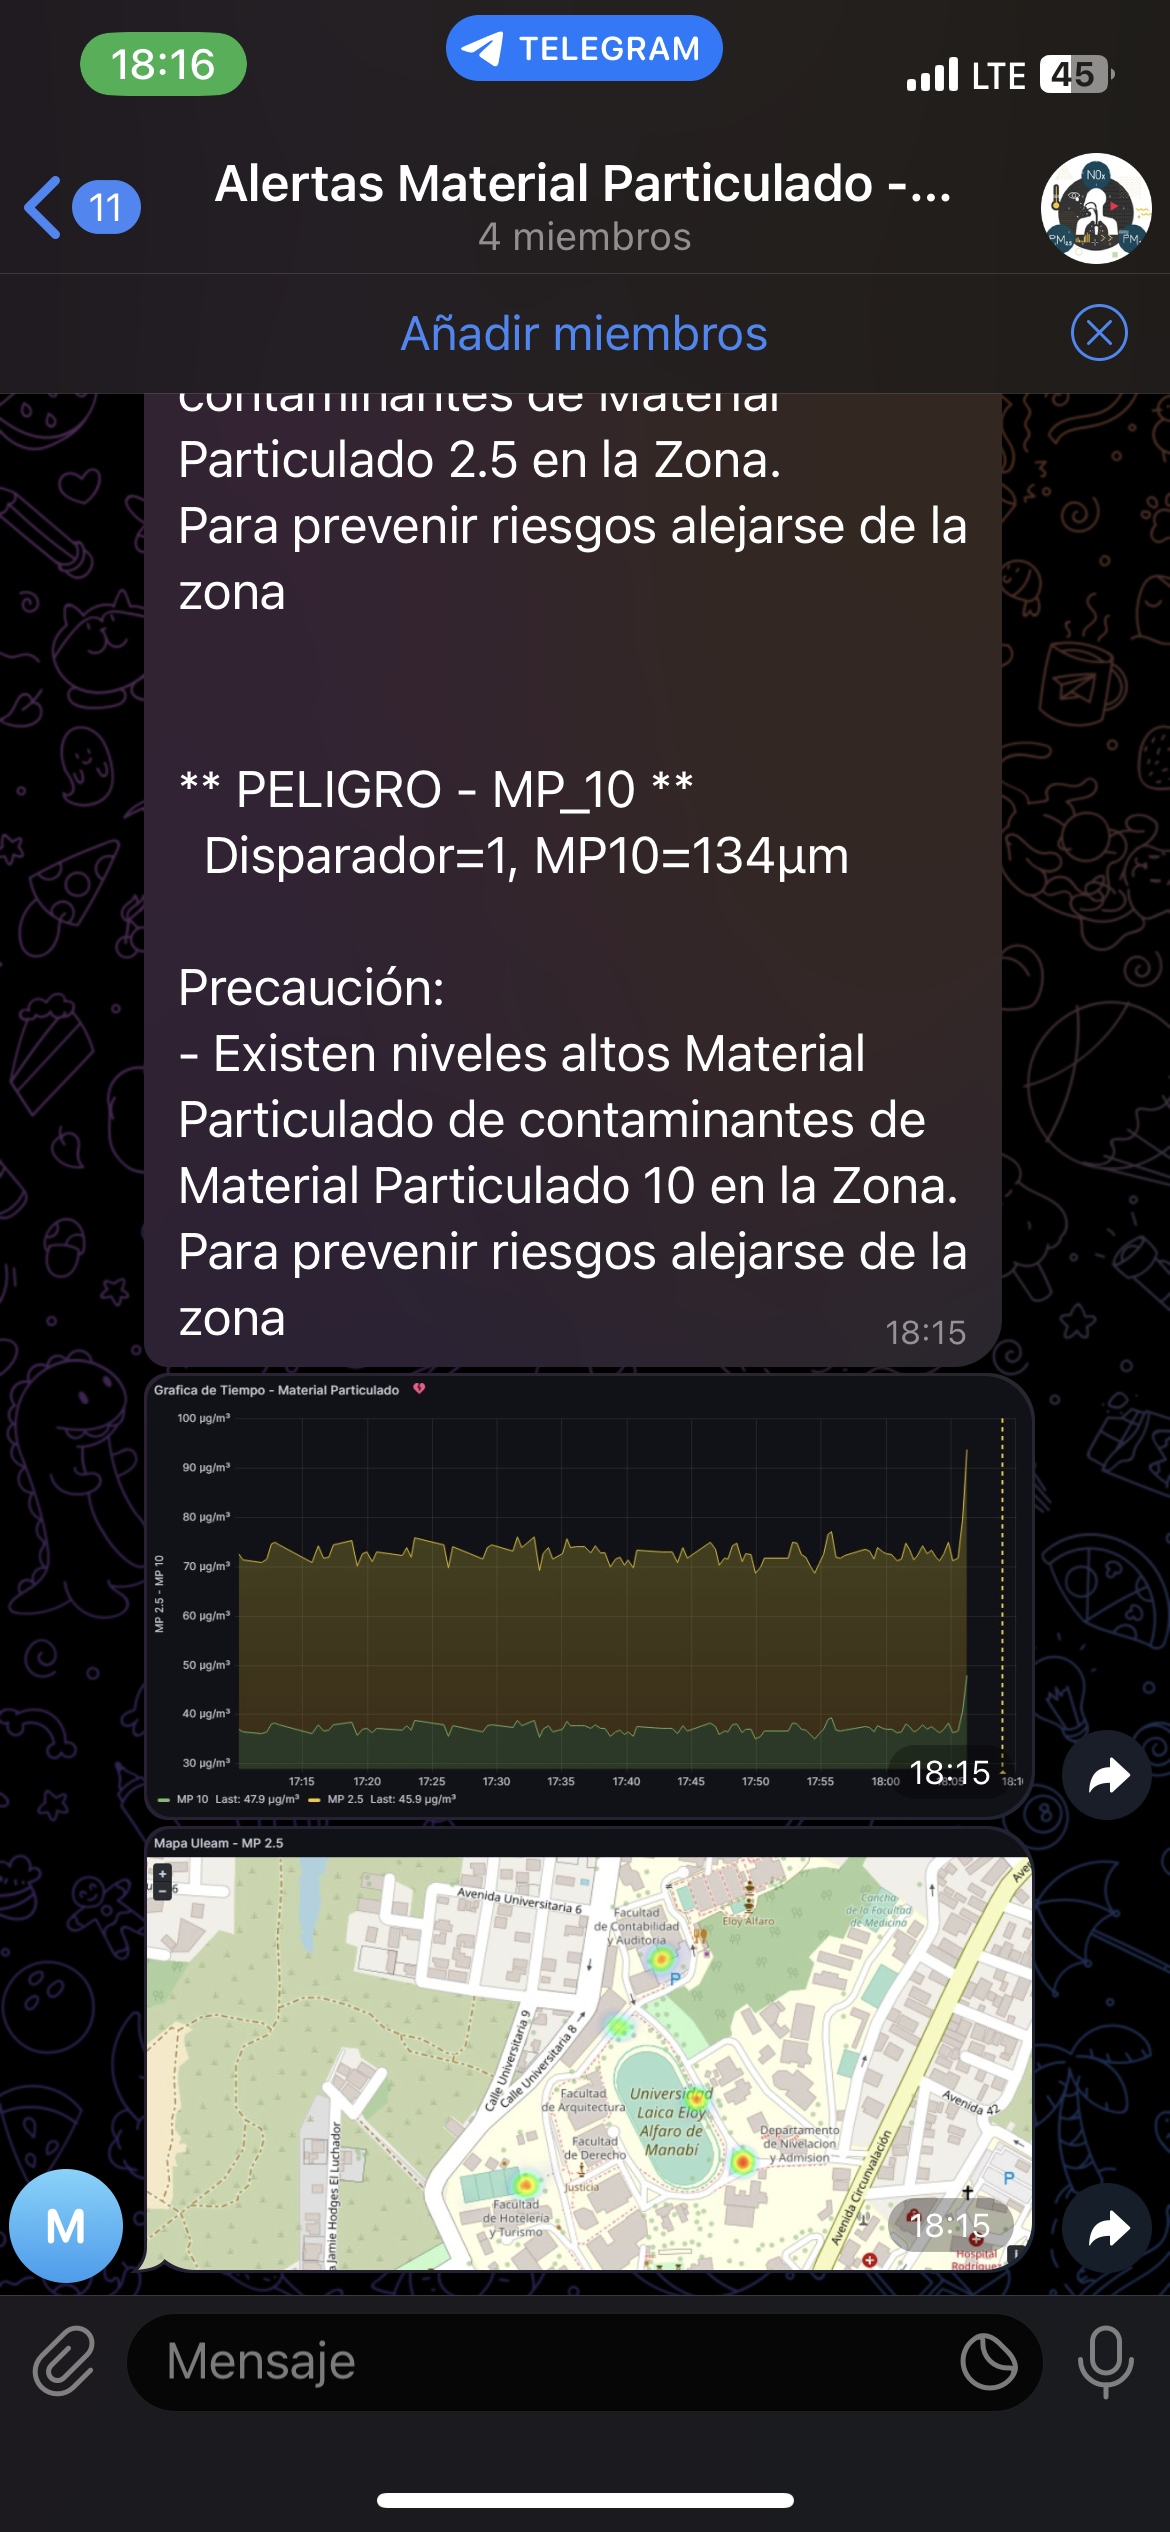 18:16
TELEGRAM
LTE
45
11
Alertas Material Particulado -...
4 miembros
NOx
Añadir miembros
contaminantes de Material
Particulado 2.5 en la Zona.
Para prevenir riesgos alejarse de la
zona
** PELIGRO - MP_10 **
Disparador=1, MP10=134µm
Precaución:
- Existen niveles altos Material
Particulado de contaminantes de
Material Particulado 10 en la Zona.
Para prevenir riesgos alejarse de la
zona
18:15
Grafica de Tiempo - Material Particulado
100 µg/m³
90 µg/m³
80 µg/m³
70 µg/m³
60 µg/m³
50 µg/m³
40 µg/m³
30 µg/m³
MP 2.5 - MP 10
17:15
17:20
17:25
17:30
17:35
17:40
17:45
17:50
17:55
18:00
18:05
18:15
MP 10 Last: 47.9 µg/m³
MP 2.5 Last: 45.9 µg/m³
Mapa Uleam - MP 2.5
+
−
Avenida Universitaria 6
Facultad
de Contabilidad
y Auditoria
Eloy Alfaro
Cancha
de la Facultad
de Medicina
P
Calle Universitaria 9
Calle Universitaria 8
Facultad
de Arquitectura
Universidad
Laica Eloy
Alfaro de
Manabí
Facultad
de Derecho
Justicia
Departamento
de Nivelacion
y Admision
Avenida 42
Avenida Circunvalación
P
Facultad
de Hotelería
y Turismo
Jamie Hodges El Luchador
Hospital
Rodríguez
18:15
M
Mensaje